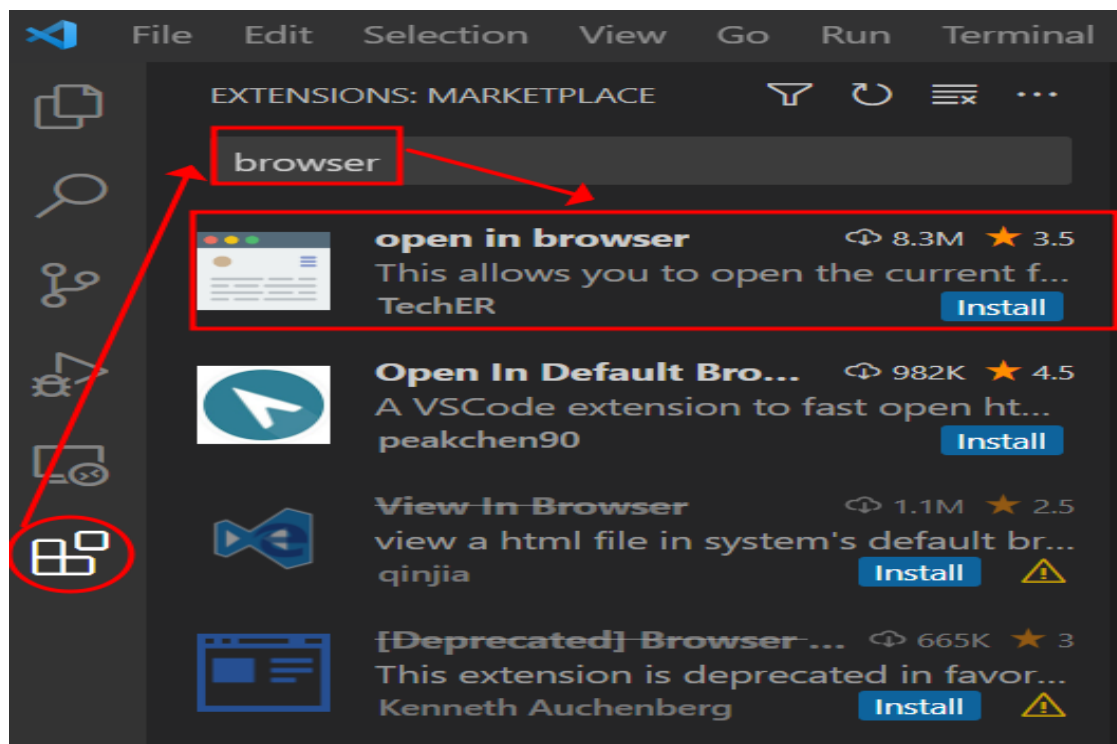 File Edit Selection View Go Run Terminal
EXTENSIONS: MARKETPLACE
browser
open in browser 8.3M 3.5
This allows you to open the current f...
TechER Install
Open In Default Bro... 982K 4.5
A VSCode extension to fast open ht...
peakchen90 Install
View In Browser 1.1M 2.5
view a html file in system's default br...
qinjia Install
[Deprecated] Browser ... 665K 3
This extension is deprecated in favor...
Kenneth Auchenberg Install